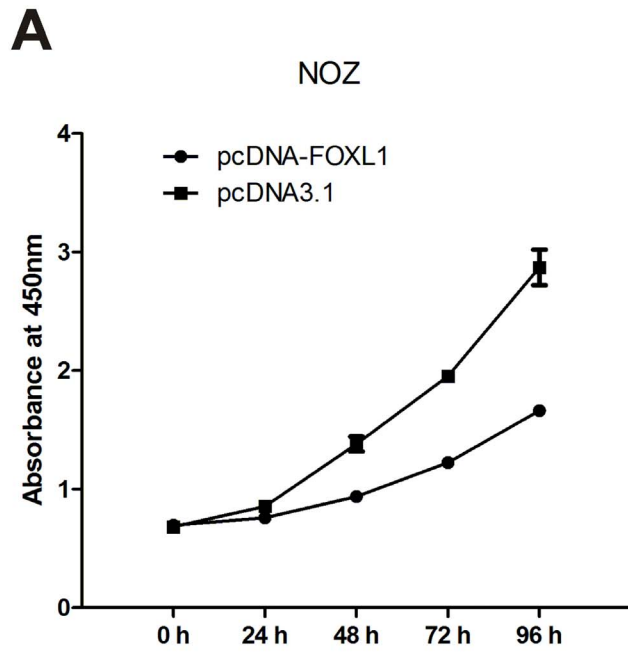 A
NOZ
4
pcDNA-FOXL1
pcDNA3.1
3
Absorbance at 450nm
2
1
0
0 h 24 h 48 h 72 h 96 h